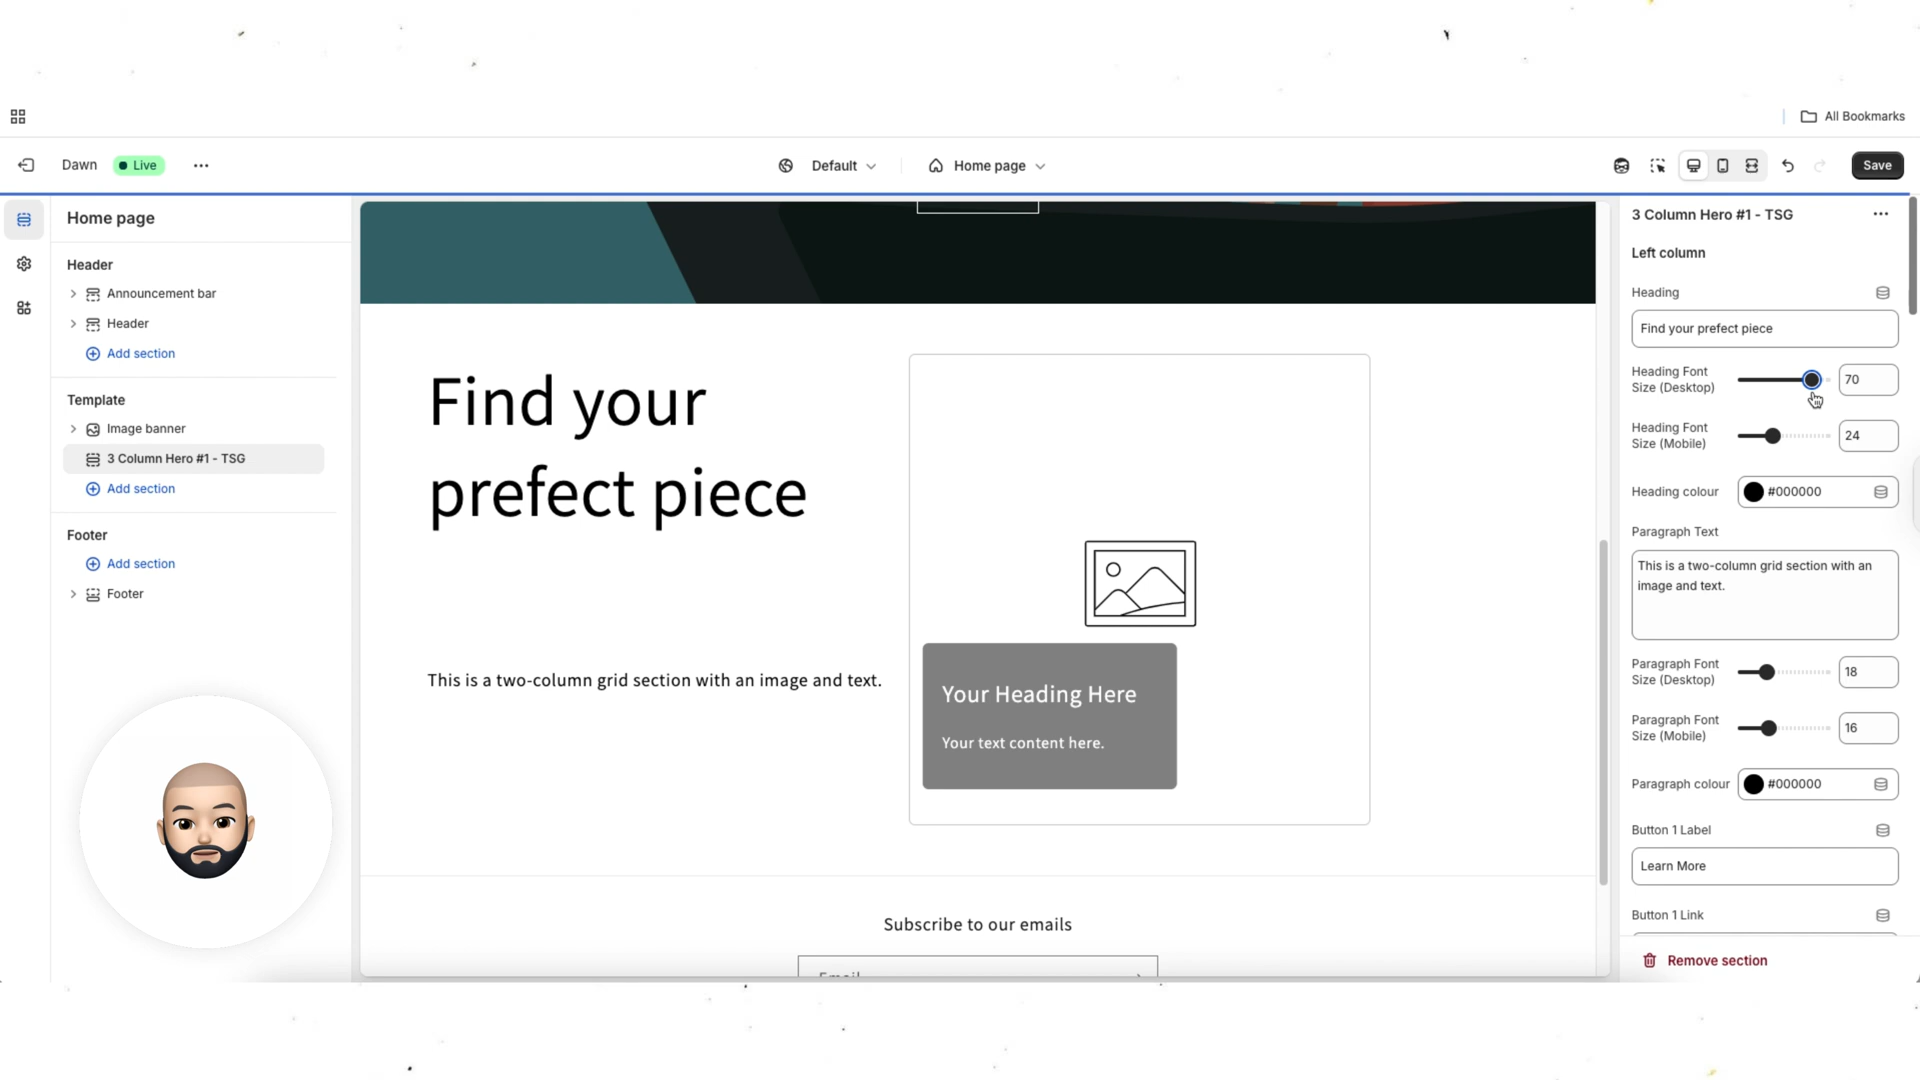 All Bookmarks
Dawn
Live
Default
Home page
Save
Home page
Header
Announcement bar
Header
Add section
Template
Image banner
3 Column Hero #1 - TSG
Add section
Footer
Add section
Footer
Find your
prefect piece
This is a two-column grid section with an image and text.
Your Heading Here
Your text content here.
Subscribe to our emails
Email
3 Column Hero #1 - TSG
Left column
Heading
Find your prefect piece
Heading Font
Size (Desktop)
70
Heading Font
Size (Mobile)
24
Heading colour
#000000
Paragraph Text
This is a two-column grid section with an
image and text.
Paragraph Font
Size (Desktop)
18
Paragraph Font
Size (Mobile)
16
Paragraph colour
#000000
Button 1 Label
Learn More
Button 1 Link
Remove section